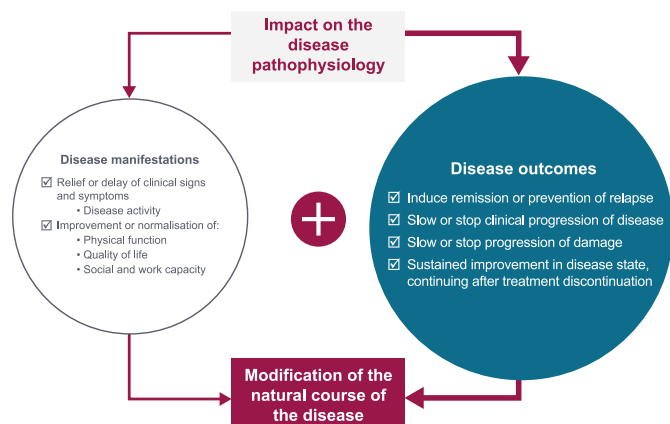 Impact on the
disease
pathophysiology
Disease manifestations
☑ Relief or delay of clinical signs
and symptoms
• Disease activity
☑ Improvement or normalisation of:
• Physical function
• Quality of life
• Social and work capacity
Disease outcomes
☑ Induce remission or prevention of relapse
☑ Slow or stop clinical progression of disease
☑ Slow or stop progression of damage
☑ Sustained improvement in disease state,
continuing after treatment discontinuation
Modification of the
natural course of
the disease